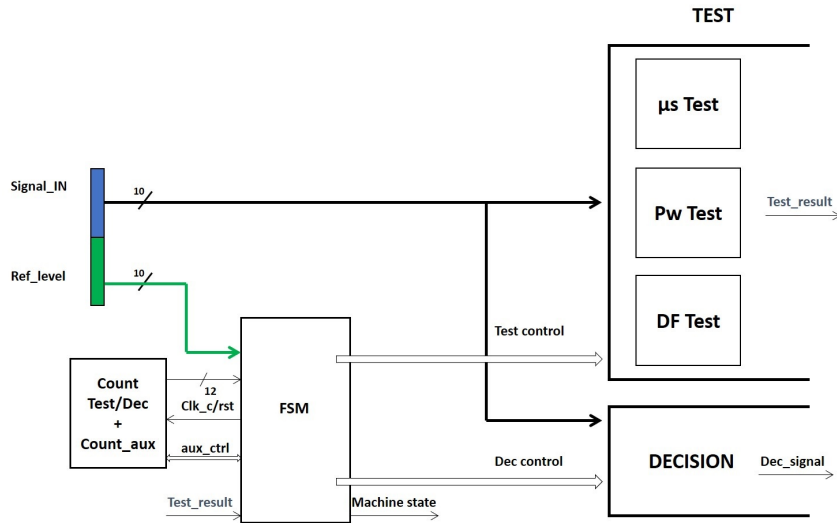 TEST
µs Test
Signal_IN
10
Pw Test
Test_result
Ref_level
10
DF Test
Test control
Count
Test/Dec
+
Count_aux
12
Clk_c/rst
FSM
aux_ctrl
Dec control
DECISION
Dec_signal
Test_result
Machine state